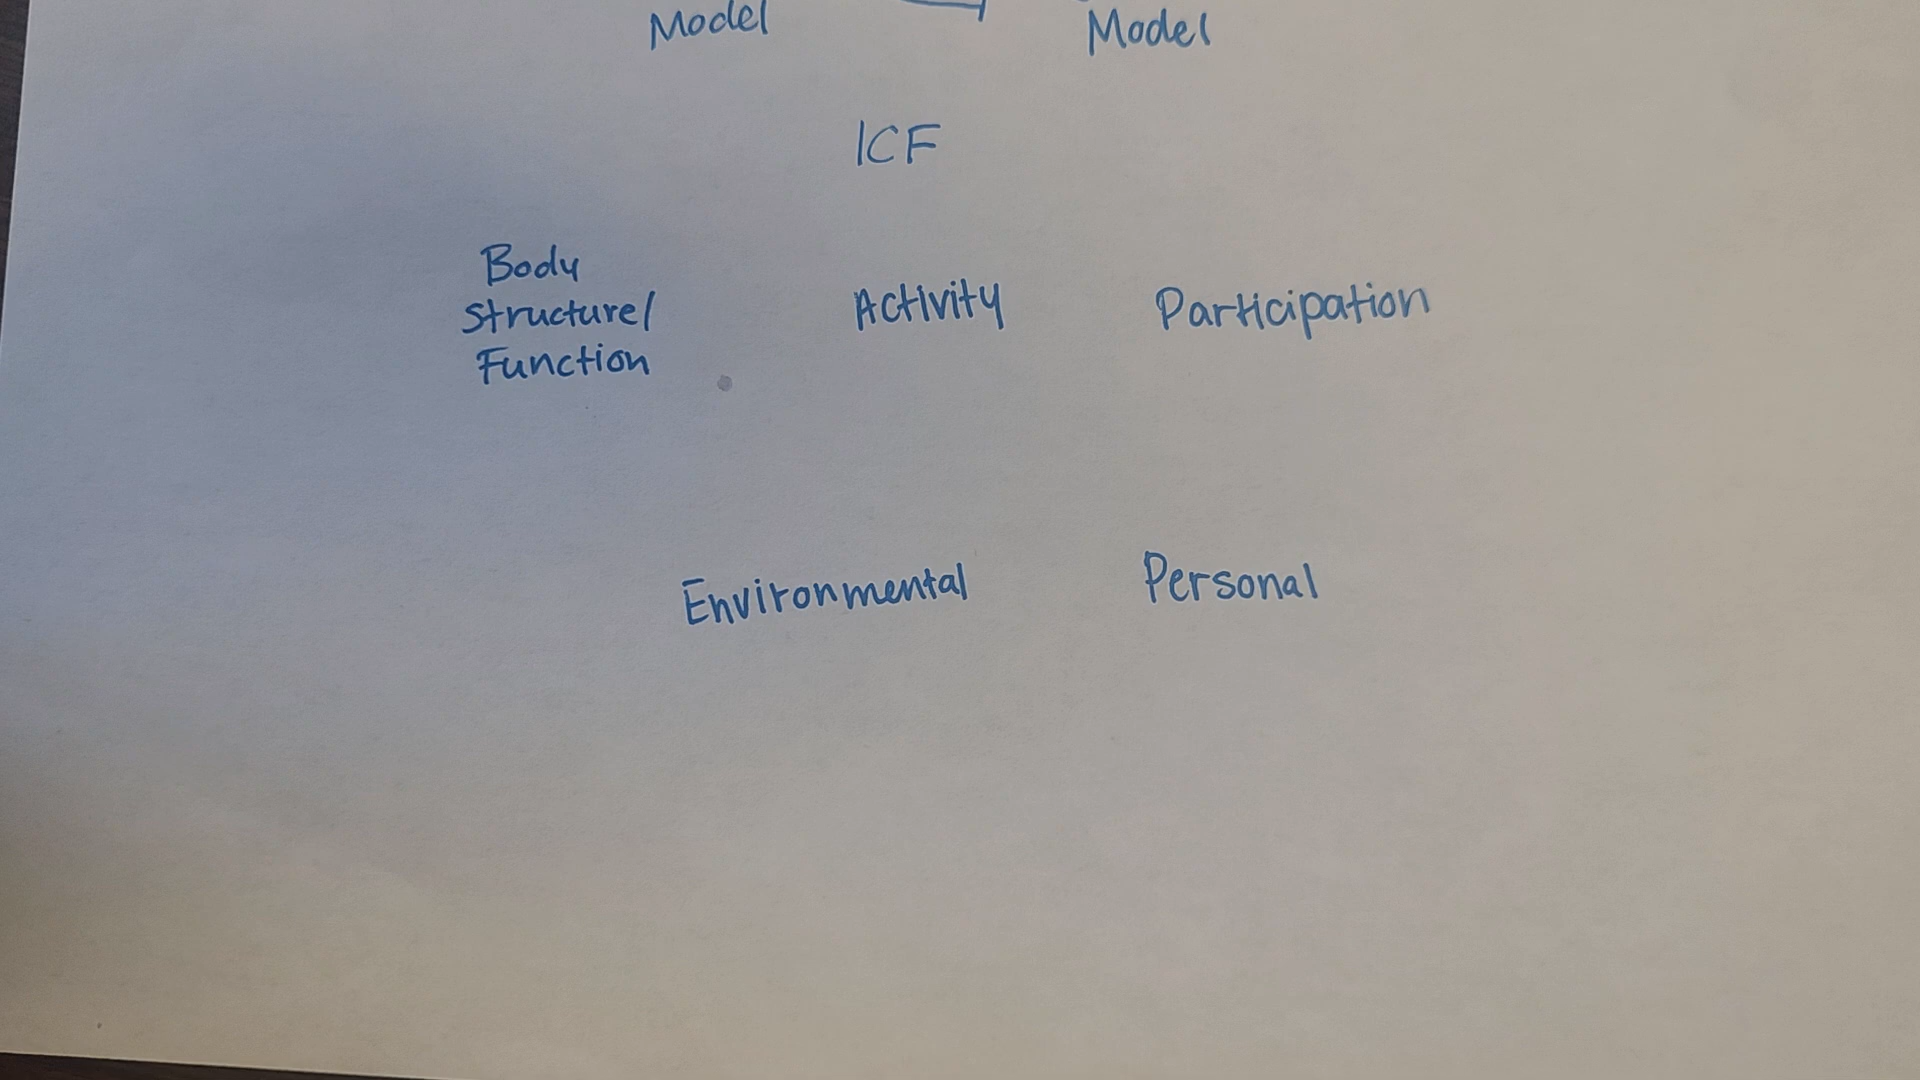 Model Model
ICF
Body
Structure/
Function
Activity
Participation
Environmental Personal